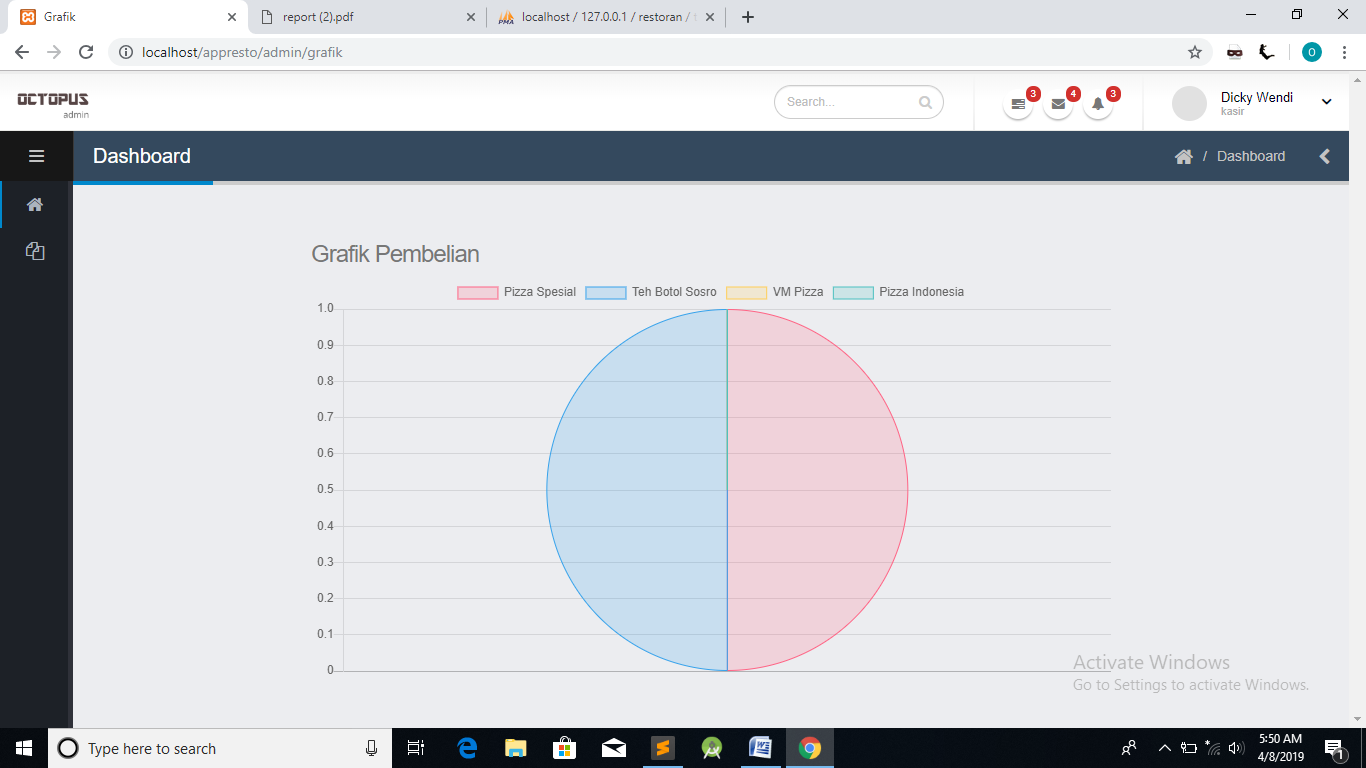 Grafik
report (2).pdf
localhost / 127.0.0.1 / restoran /
localhost/appresto/admin/grafik
O
OCTOPUS
admin
Search...
3
4
3
Dicky Wendi
kasir
Dashboard
/ Dashboard
Grafik Pembelian
Pizza Spesial Teh Botol Sosro VM Pizza Pizza Indonesia
1.0
0.9
0.8
0.7
0.6
0.5
0.4
0.3
0.2
0.1
0
Activate Windows
Go to Settings to activate Windows.
Type here to search
5:50 AM
4/8/2019
1